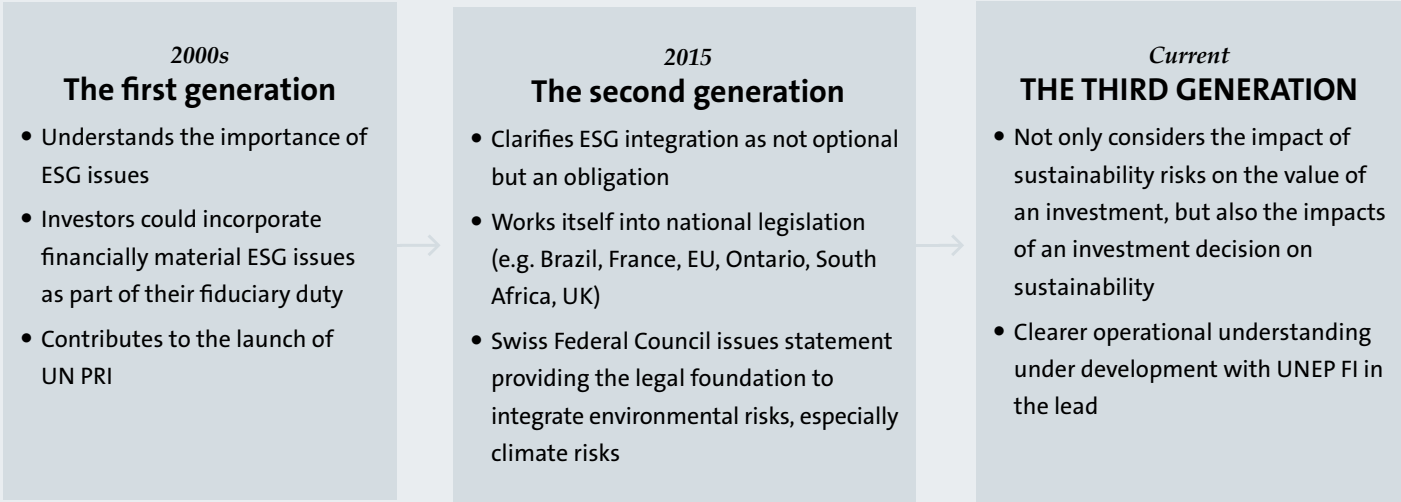 2000s
The first generation
• Understands the importance of
ESG issues
• Investors could incorporate
financially material ESG issues
as part of their fiduciary duty
• Contributes to the launch of
UN PRI
2015
The second generation
• Clarifies ESG integration as not optional
but an obligation
• Works itself into national legislation
(e.g. Brazil, France, EU, Ontario, South
Africa, UK)
• Swiss Federal Council issues statement
providing the legal foundation to
integrate environmental risks, especially
climate risks
Current
THE THIRD GENERATION
• Not only considers the impact of
sustainability risks on the value of
an investment, but also the impacts
of an investment decision on
sustainability
• Clearer operational understanding
under development with UNEP FI in
the lead